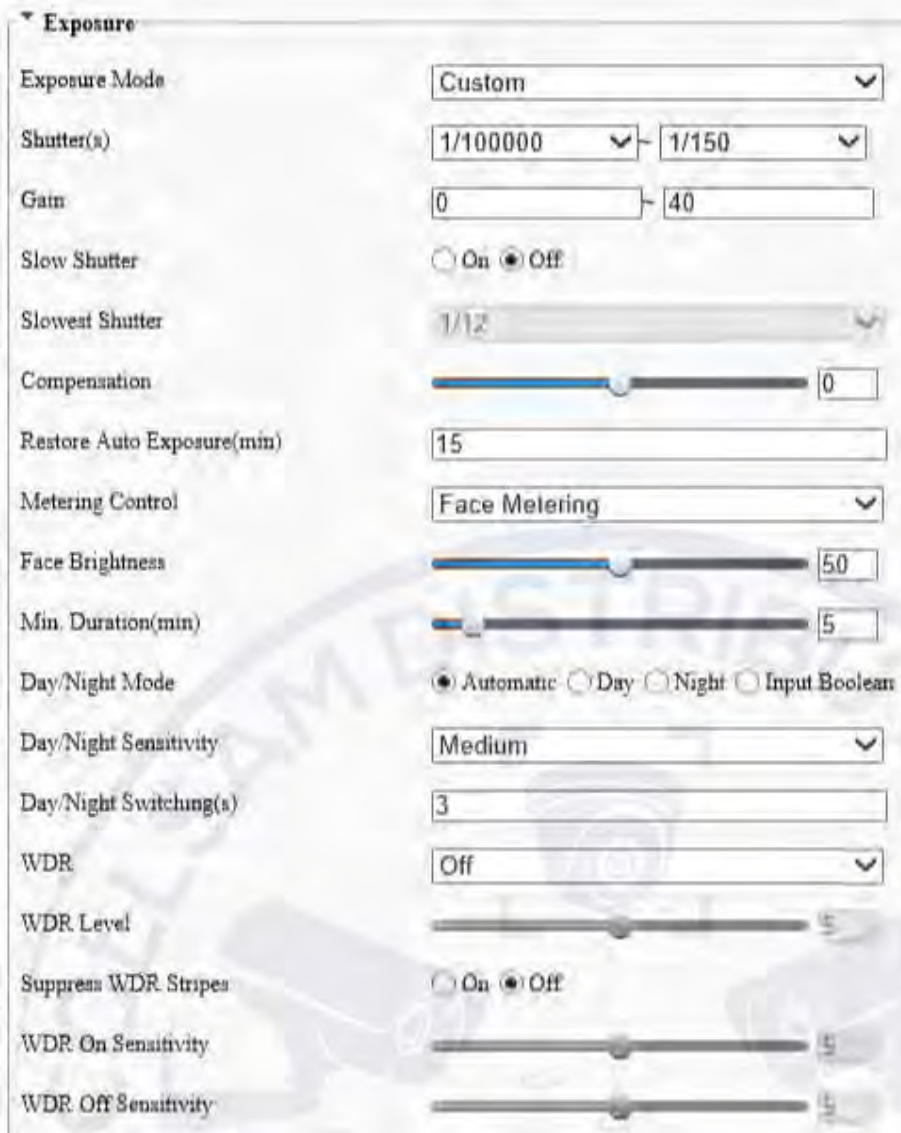 Exposure
Exposure Mode Custom
Shutter(s) 1/100000 ~ 1/150
Gain 0 ~ 40
Slow Shutter On Off
Slowest Shutter 1/12
Compensation 0
Restore Auto Exposure(min) 15
Metering Control Face Metering
Face Brightness 50
Min. Duration(min) 5
Day/Night Mode Automatic Day Night Input Boolean
Day/Night Sensitivity Medium
Day/Night Switching(s) 3
WDR Off
WDR Level 5
Suppress WDR Stripes On Off
WDR On Sensitivity 5
WDR Off Sensitivity 5